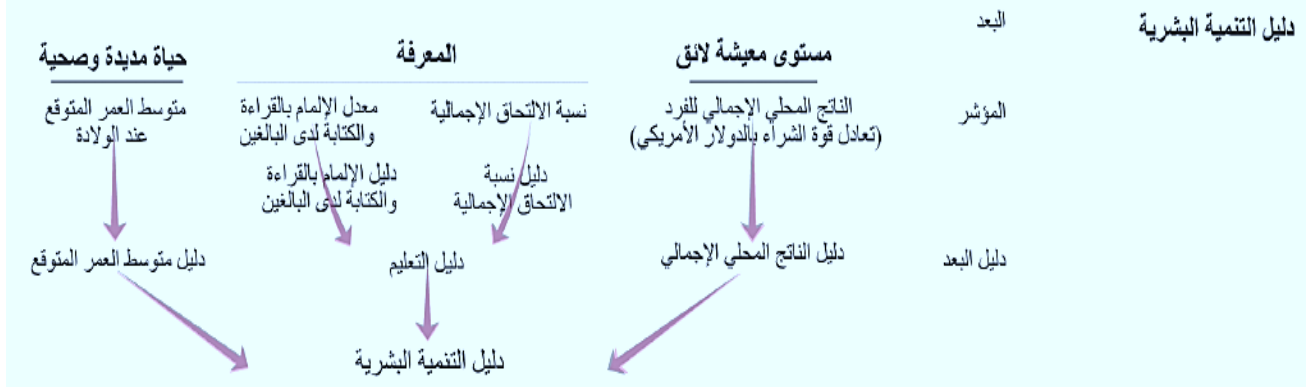 دليل التنمية البشرية
البعد
مستوى معيشة لائق
المعرفة
حياة مديدة وصحية
المؤشر
الناتج المحلي الإجمالي للفرد
(تعادل قوة الشراء بالدولار الأمريكي)
نسبة الالتحاق الإجمالية
معدل الإلمام بالقراءة
والكتابة لدى البالغين
متوسط العمر المتوقع
عند الولادة
دليل نسبة
الالتحاق الإجمالية
دليل الإلمام بالقراءة
والكتابة لدى البالغين
دليل البعد
دليل الناتج المحلي الإجمالي
دليل التعليم
دليل متوسط العمر المتوقع
دليل التنمية البشرية